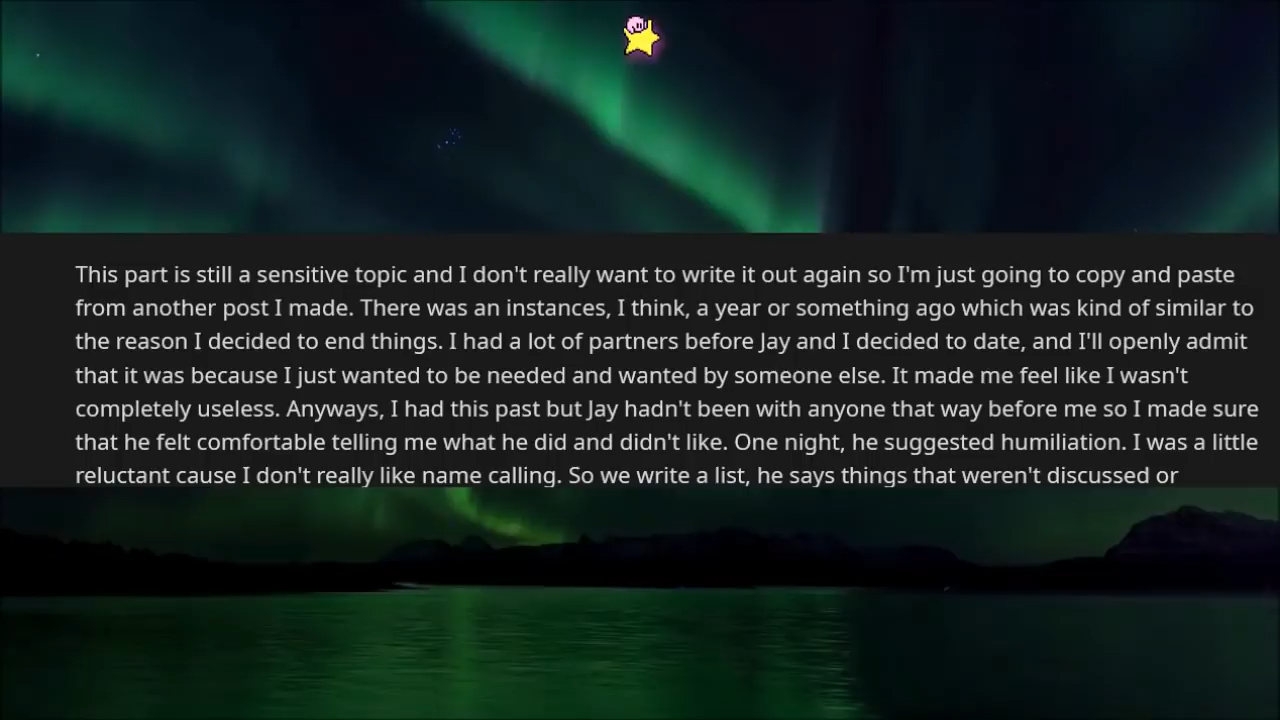 This part is still a sensitive topic and I don't really want to write it out again so I'm just going to copy and paste
from another post I made. There was an instances, I think, a year or something ago which was kind of similar to
the reason I decided to end things. I had a lot of partners before Jay and I decided to date, and I'll openly admit
that it was because I just wanted to be needed and wanted by someone else. It made me feel like I wasn't
completely useless. Anyways, I had this past but Jay hadn't been with anyone that way before me so I made sure
that he felt comfortable telling me what he did and didn't like. One night, he suggested humiliation. I was a little
reluctant cause I don't really like name calling. So we write a list, he says things that weren't discussed or